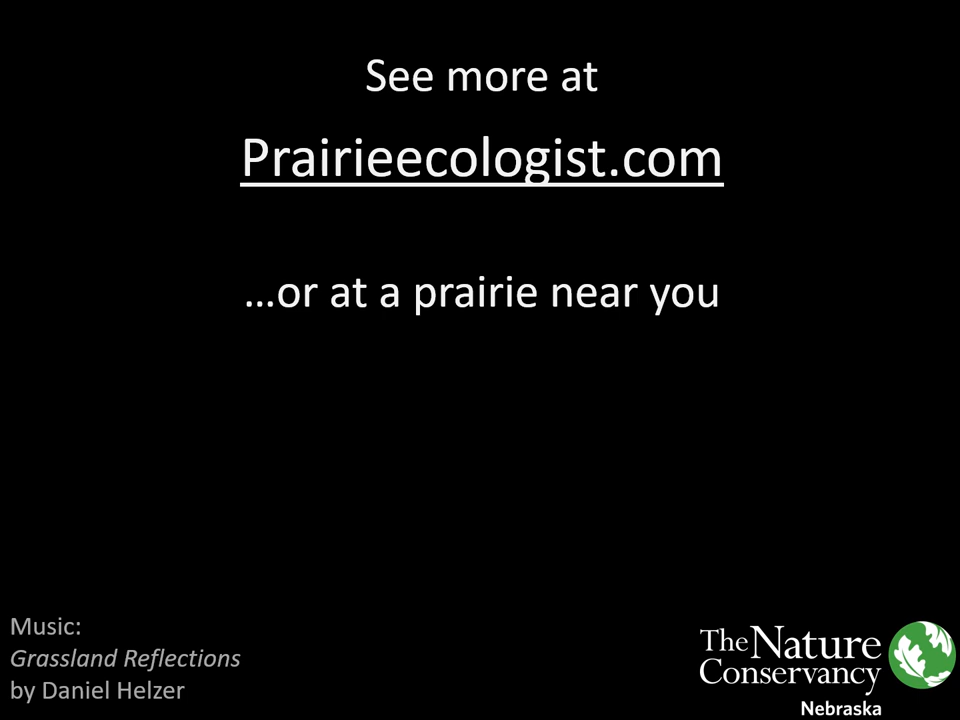 See more at
Prairieecologist.com
…or at a prairie near you
Music:
Grassland Reflections
by Daniel Helzer
The Nature
Conservancy
Nebraska